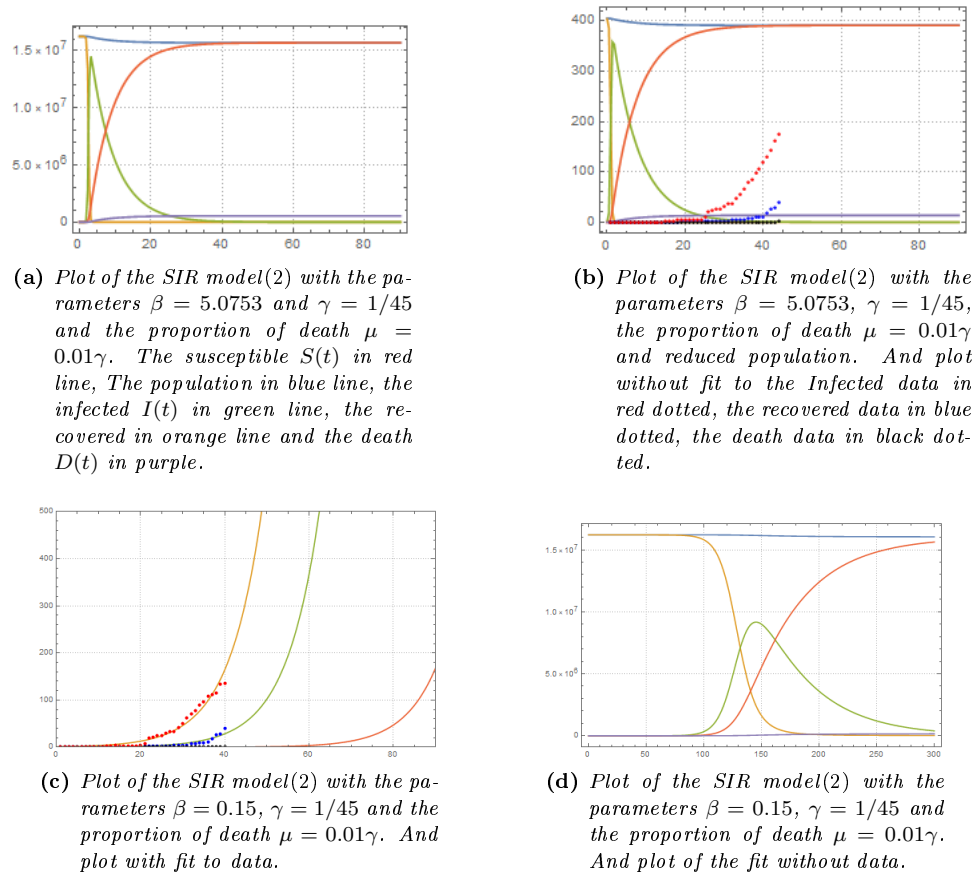 1.5 × 10⁷
1.0 × 10⁷
5.0 × 10⁶
0
0 20 40 60 80
400
300
200
100
0
0 20 40 60 80
(a) Plot of the SIR model(2) with the pa-
rameters β = 5.0753 and γ = 1/45
and the proportion of death μ =
0.01γ. The susceptible S(t) in red
line, The population in blue line, the
infected I(t) in green line, the re-
covered in orange line and the death
D(t) in purple.
(b) Plot of the SIR model(2) with the
parameters β = 5.0753, γ = 1/45,
the proportion of death μ = 0.01γ
and reduced population. And plot
without fit to the Infected data in
red dotted, the recovered data in blue
dotted, the death data in black dot-
ted.
500
400
300
200
100
0
20 40 60 80
1.5×10⁷
1.0×10⁷
5.0×10⁶
0
0 50 100 150 200 250 300
(c) Plot of the SIR model(2) with the pa-
rameters β = 0.15, γ = 1/45 and the
proportion of death μ = 0.01γ. And
plot with fit to data.
(d) Plot of the SIR model(2) with the
parameters β = 0.15, γ = 1/45 and
the proportion of death μ = 0.01γ.
And plot of the fit without data.